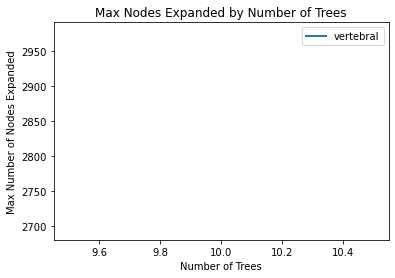 Max Nodes Expanded by Number of Trees
vertebral
Max Number of Nodes Expanded
2950
2900
2850
2800
2750
2700
9.6 9.8 10.0 10.2 10.4
Number of Trees